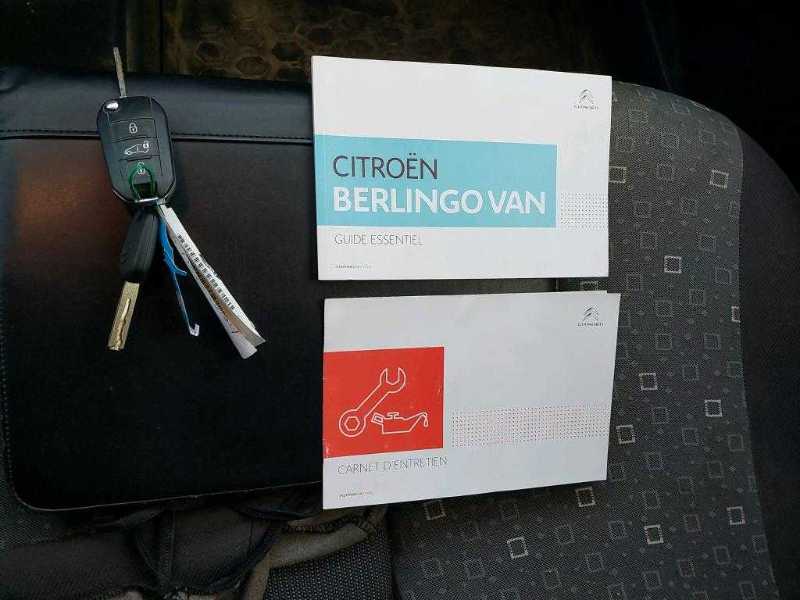 CITROËN
BERLINGO VAN
GUIDE ESSENTIEL
CARNET D'ENTRETIEN